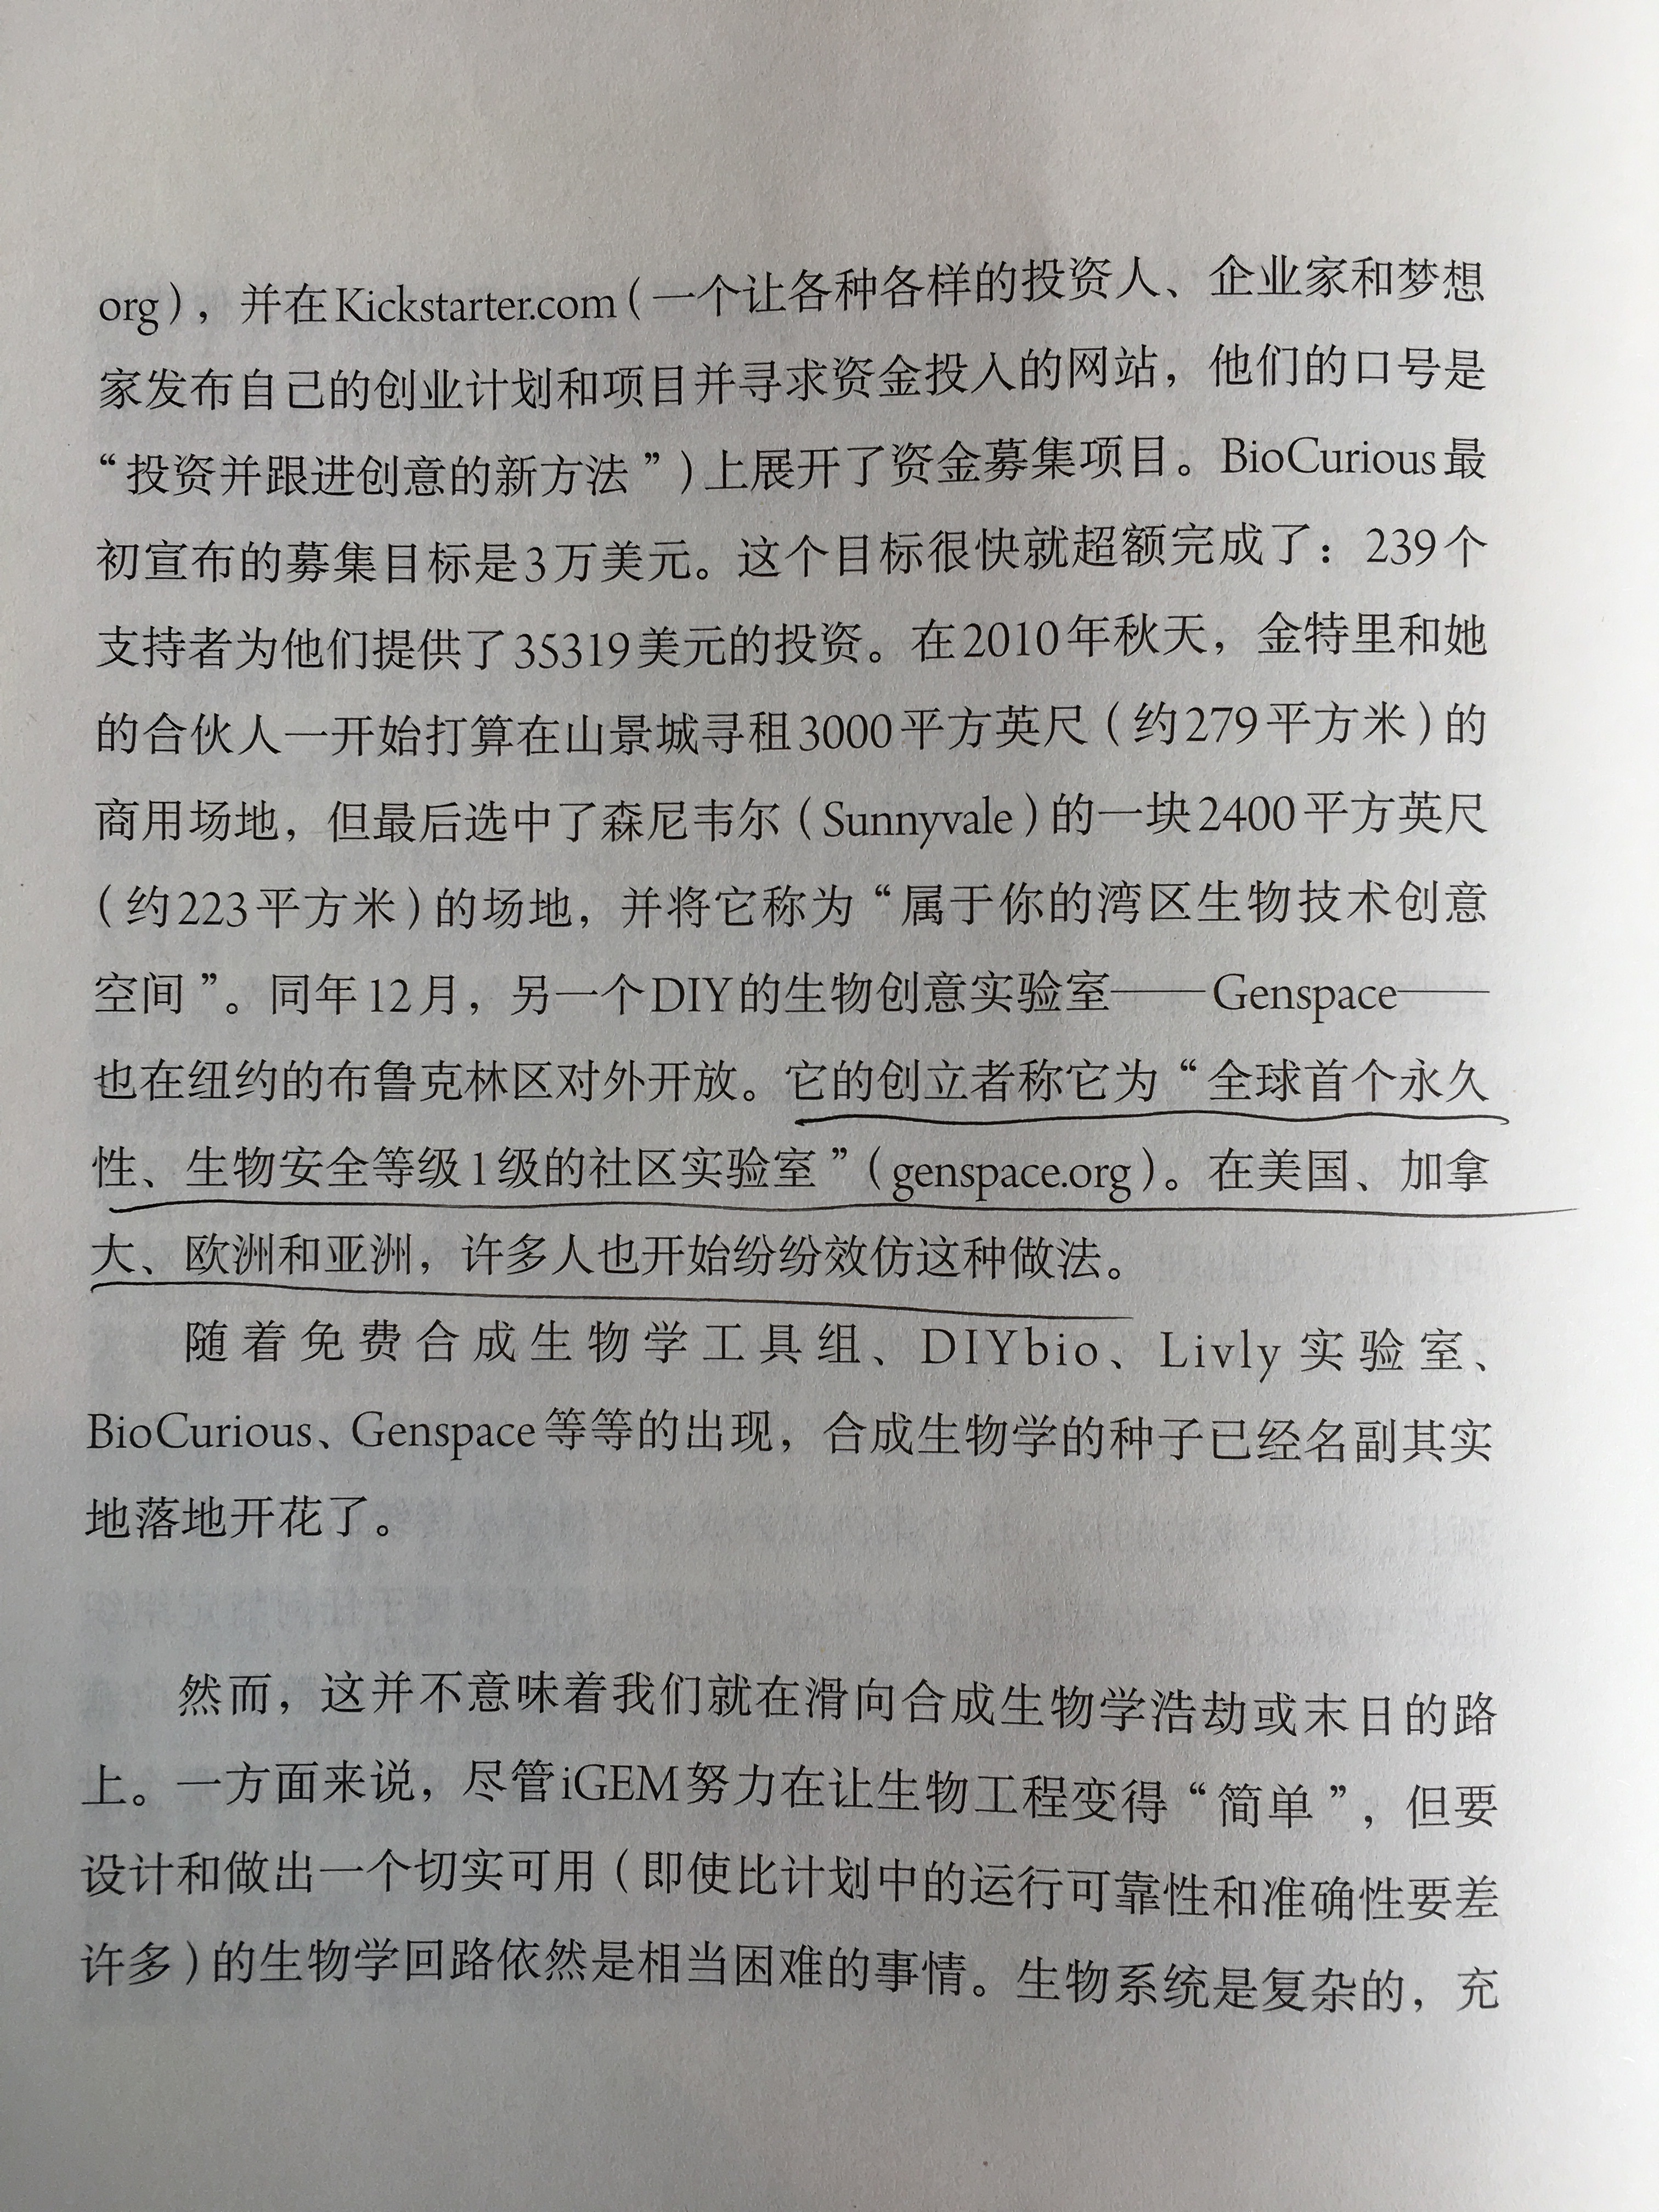 org），并在Kickstarter.com（一个让各种各样的投资人、企业家和梦想
家发布自己的创业计划和项目并寻求资金投入的网站，他们的口号是
“投资并跟进创意的新方法”）上展开了资金募集项目。BioCurious最
初宣布的募集目标是3万美元。这个目标很快就超额完成了：239个
支持者为他们提供了35319美元的投资。在2010年秋天，金特里和她
的合伙人一开始打算在山景城寻租3000平方英尺（约279平方米）的
商用场地，但最后选中了森尼韦尔（Sunnyvale）的一块2400平方英尺
（约223平方米）的场地，并将它称为“属于你的湾区生物技术创意
空间”。同年12月，另一个DIY的生物创意实验室——Genspace——
也在纽约的布鲁克林区对外开放。它的创立者称它为“全球首个永久
性、生物安全等级1级的社区实验室”（genspace.org）。在美国、加拿
大、欧洲和亚洲，许多人也开始纷纷效仿这种做法。
随着免费合成生物学工具组、DIYbio、Livly实验室、
BioCurious、Genspace等等的出现，合成生物学的种子已经名副其实
地落地开花了。
然而，这并不意味着我们就在滑向合成生物学浩劫或末日的路
上。一方面来说，尽管iGEM努力在让生物工程变得“简单”，但要
设计和做出一个切实可用（即使比计划中的运行可靠性和准确性要差
许多）的生物学回路依然是相当困难的事情。生物系统是复杂的，充